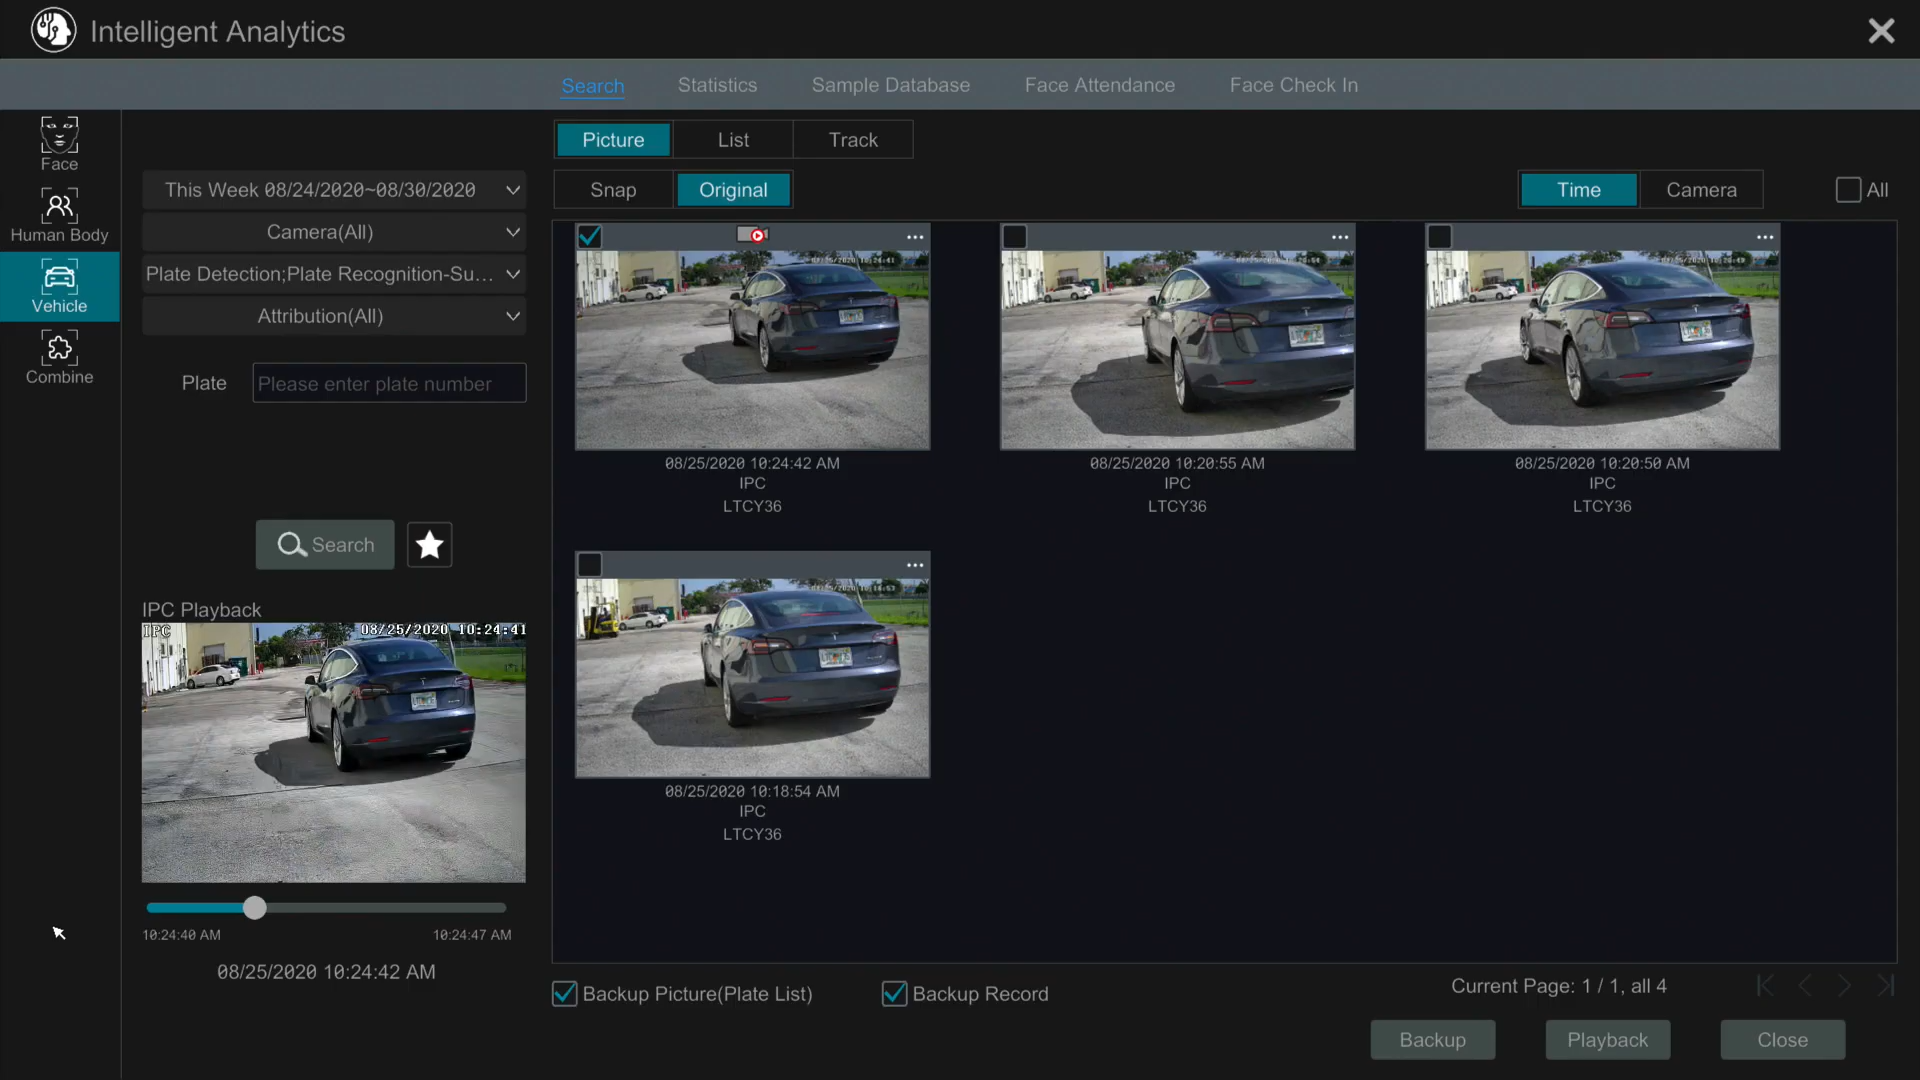 Intelligent Analytics
Search Statistics Sample Database Face Attendance Face Check In
Face
Human Body
Vehicle
Combine
This Week 08/24/2020~08/30/2020
Camera(All)
Plate Detection;Plate Recognition-Su...
Attribution(All)
Plate Please enter plate number
Search
IPC Playback
IPC 08/25/2020 10:24:41
10:24:40 AM 10:24:47 AM
08/25/2020 10:24:42 AM
Picture List Track
Snap Original
Time Camera All
08/25/2020 10:24:42 AM
IPC
LTCY36
08/25/2020 10:20:55 AM
IPC
LTCY36
08/25/2020 10:20:50 AM
IPC
LTCY36
08/25/2020 10:18:54 AM
IPC
LTCY36
Backup Picture(Plate List) Backup Record
Current Page: 1 / 1, all 4
Backup Playback Close